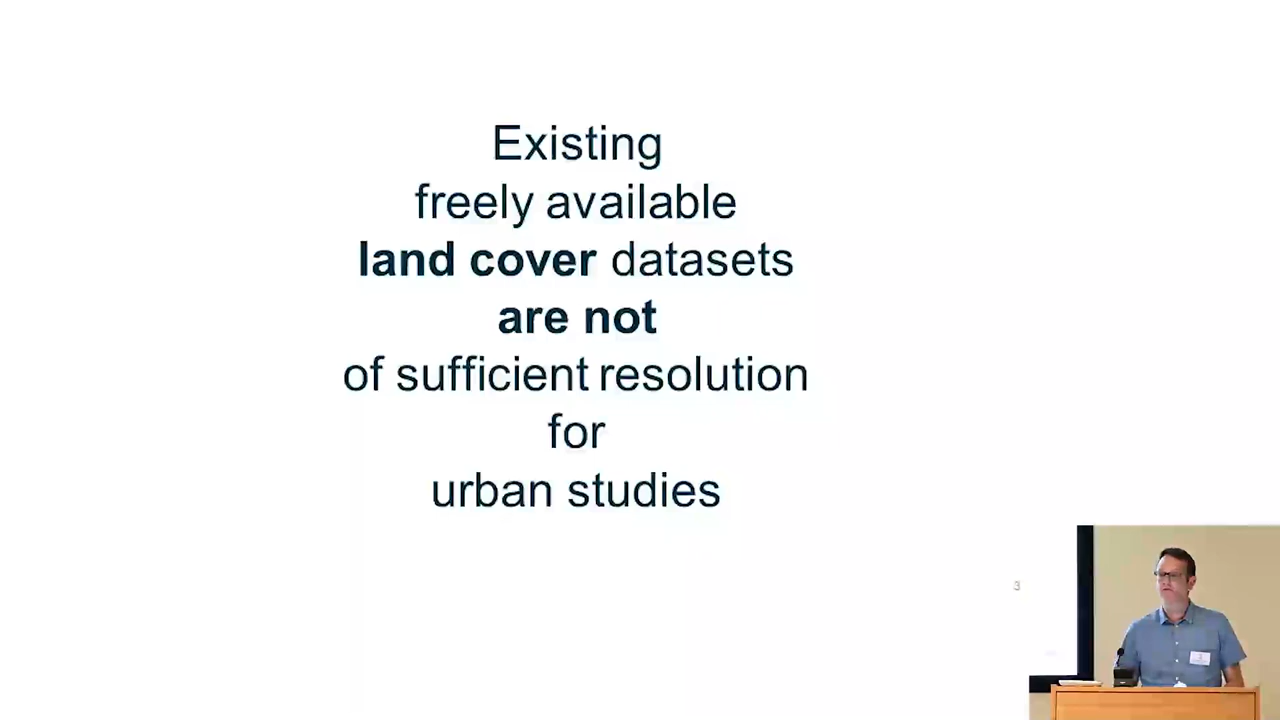 Existing
freely available
land cover datasets
are not
of sufficient resolution
for
urban studies
3